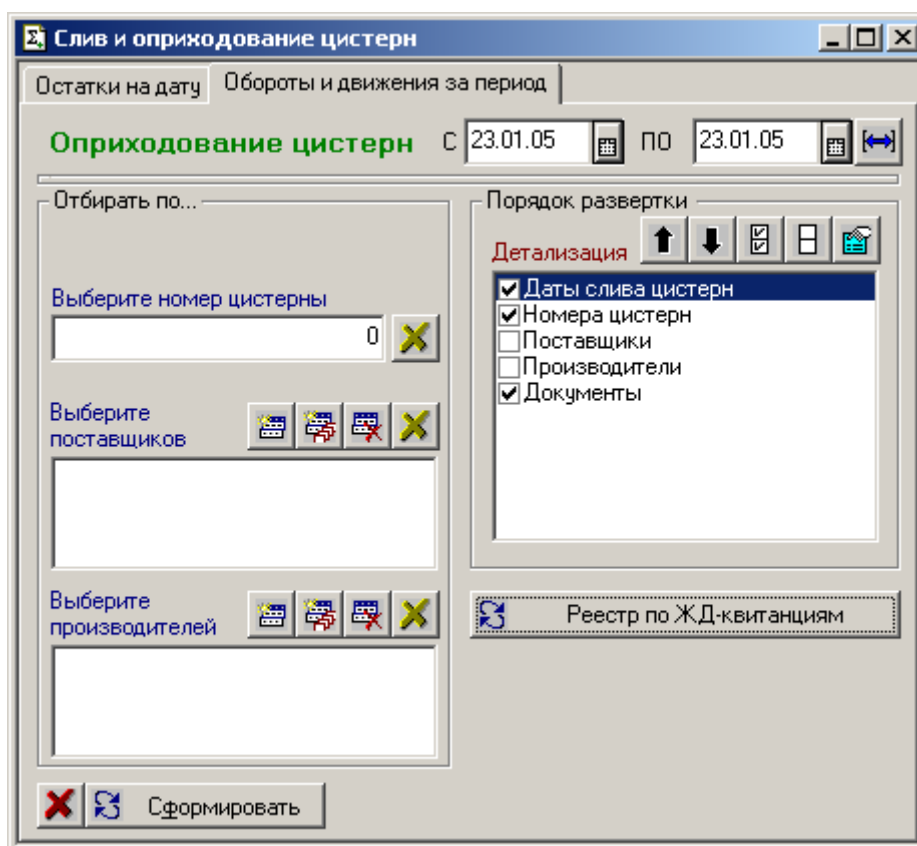 Слив и оприходование цистерн
Остатки на дату
Обороты и движения за период
Оприходование цистерн С 23.01.05 ПО 23.01.05
Отбирать по...
Выберите номер цистерны
0
Выберите
поставщиков
Выберите
производителей
Порядок развертки
Детализация
Даты слива цистерн
Номера цистерн
Поставщики
Производители
Документы
Реестр по ЖД-квитанциям
Сформировать